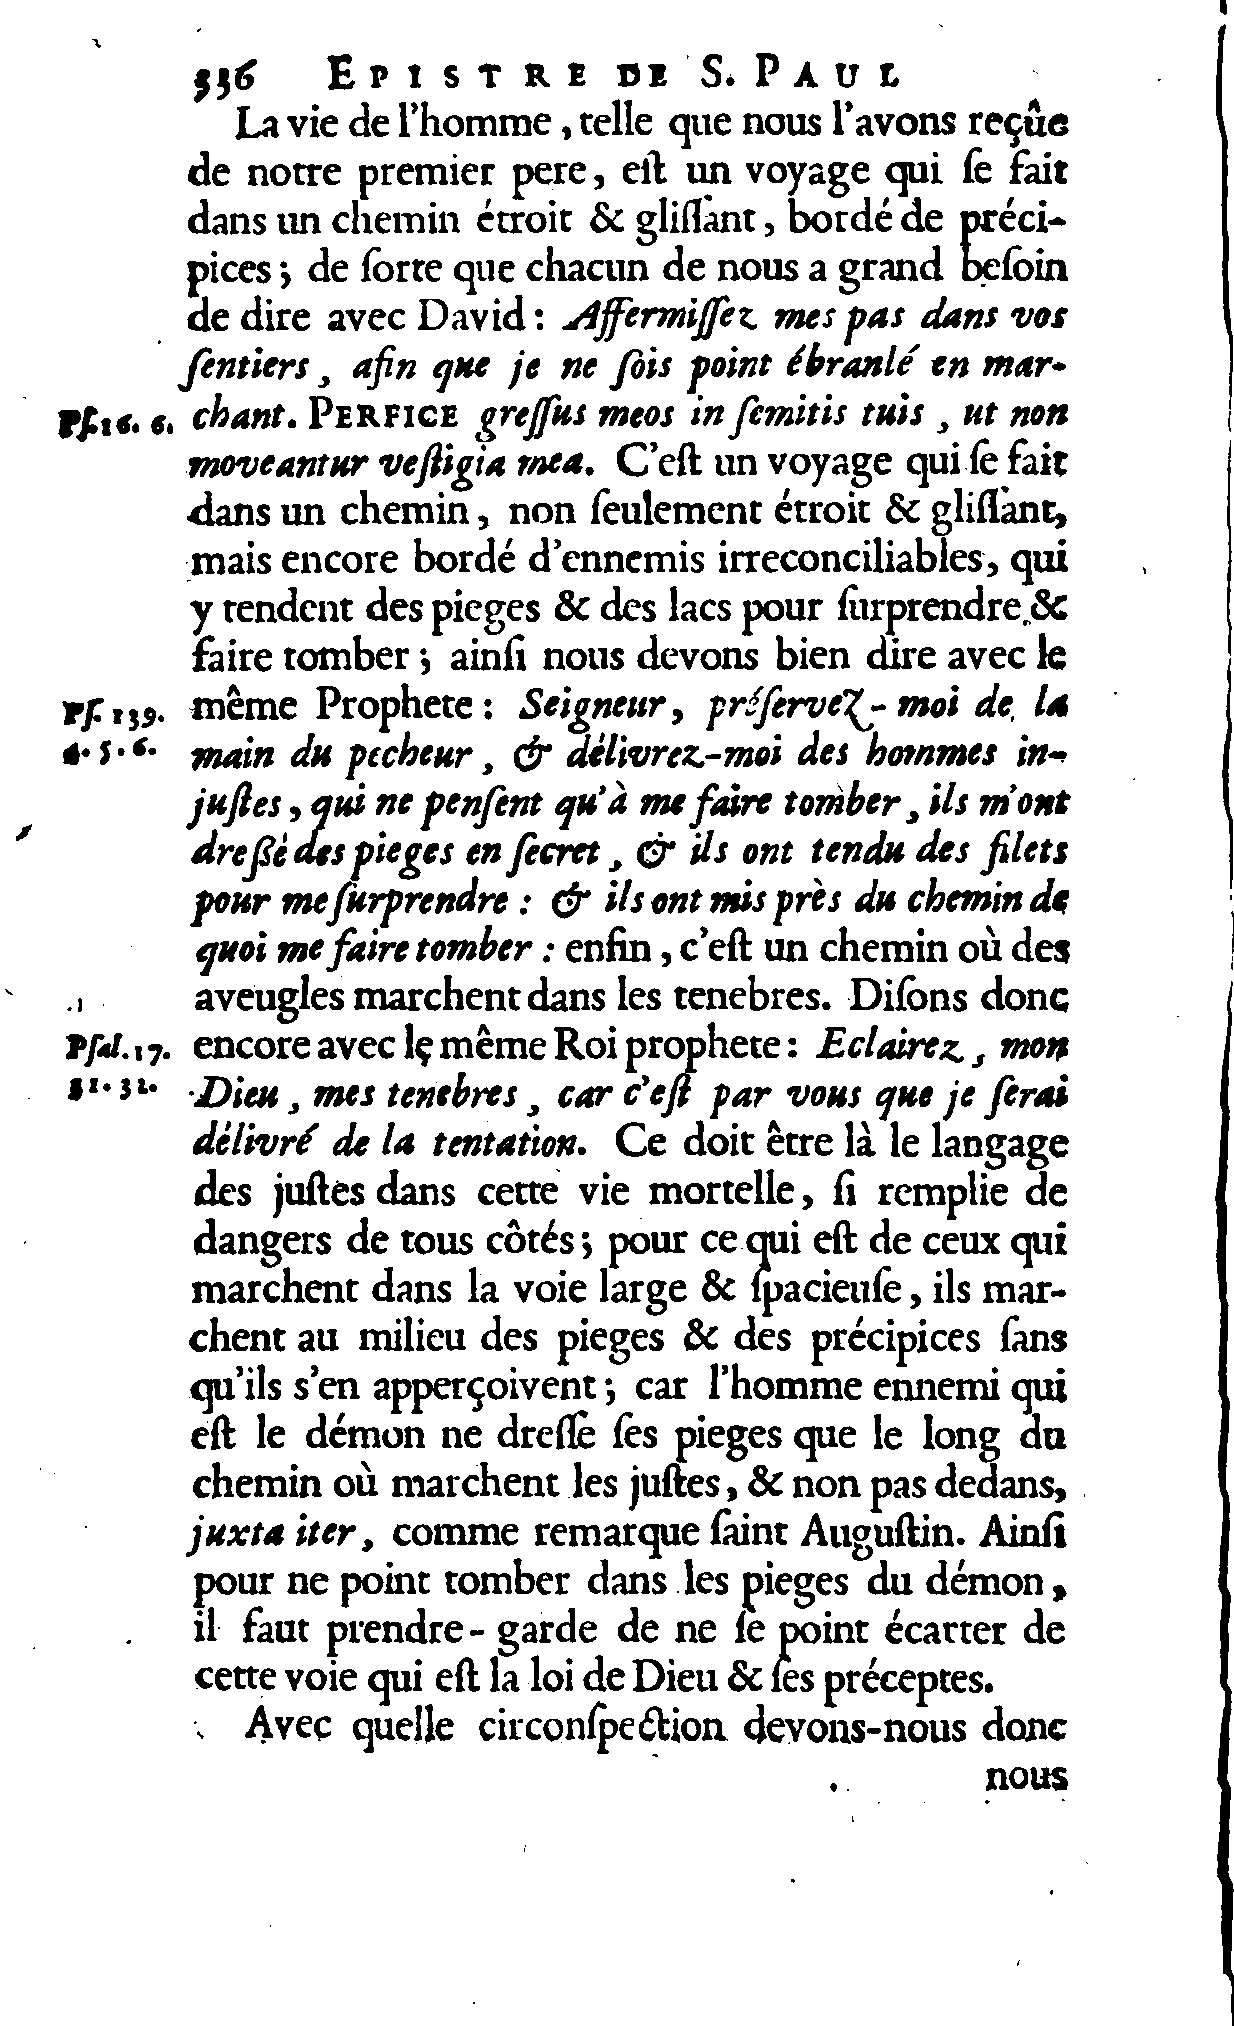 336 EPISTRE DE S. PAUL
La vie de l'homme, telle que nous l'avons reçûe
de notre premier pere, eſt un voyage qui ſe fait
dans un chemin étroit & gliſſant, bordé de préci-
pices; de ſorte que chacun de nous a grand beſoin
de dire avec David: Affermiſſez mes pas dans vos
ſentiers, afin que je ne ſois point ébranlé en mar-
Pſ. 16. 6. chant. PERFICE greſſus meos in ſemitis tuis, ut non
moveantur veſtigia mea. C'eſt un voyage qui ſe fait
dans un chemin, non ſeulement étroit & gliſſant,
mais encore bordé d'ennemis irreconciliables, qui
y tendent des pieges & des lacs pour ſurprendre &
faire tomber; ainſi nous devons bien dire avec le
Pſ. 139. même Prophete: Seigneur, préſervez-moi de la
4. 5. 6. main du pecheur, & délivrez-moi des hommes in-
juſtes, qui ne penſent qu'à me faire tomber, ils m'ont
dreßé des pieges en ſecret, & ils ont tendu des filets
pour me ſurprendre: & ils ont mis près du chemin de
quoi me faire tomber: enfin, c'eſt un chemin où des
aveugles marchent dans les tenebres. Diſons donc
Pſal. 17. encore avec le même Roi prophete: Eclairez, mon
31. 32. Dieu, mes tenebres, car c'eſt par vous que je ſerai
délivré de la tentation. Ce doit être là le langage
des juſtes dans cette vie mortelle, ſi remplie de
dangers de tous côtés; pour ce qui eſt de ceux qui
marchent dans la voie large & ſpacieuſe, ils mar-
chent au milieu des pieges & des précipices ſans
qu'ils s'en apperçoivent; car l'homme ennemi qui
eſt le démon ne dreſſe ſes pieges que le long du
chemin où marchent les juſtes, & non pas dedans,
juxta iter, comme remarque ſaint Auguſtin. Ainſi
pour ne point tomber dans les pieges du démon,
il faut prendre-garde de ne ſe point écarter de
cette voie qui eſt la loi de Dieu & ſes préceptes.
Avec quelle circonſpection devons-nous donc
nous